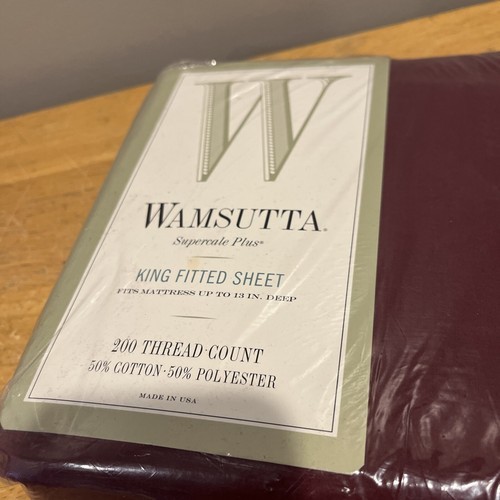 W
WAMSUTTA®
Supercale Plus®
KING FITTED SHEET
FITS MATTRESS UP TO 13 IN. DEEP
200 THREAD COUNT
50% COTTON·50% POLYESTER
MADE IN USA